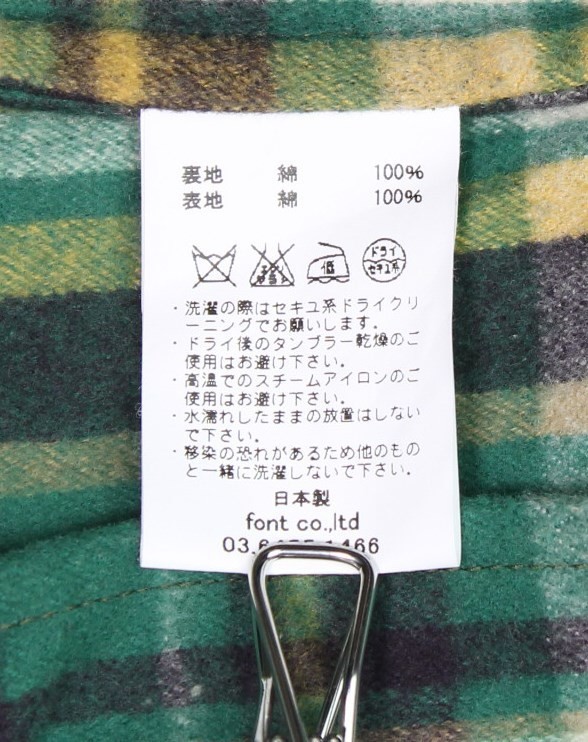 裏地 綿 100%
表地 綿 100%
低
ドライ
セキユ系
・洗濯の際はセキユ系ドライクリ
ーニングでお願いします。
・ドライ後のタンブラー乾燥のご
使用はお避け下さい。
・高温でのスチームアイロンのご
使用はお避け下さい。
・水濡れしたままの放置はしない
で下さい。
・移染の恐れがあるため他のもの
と一緒に洗濯しないで下さい。
日本製
font co.,ltd
03